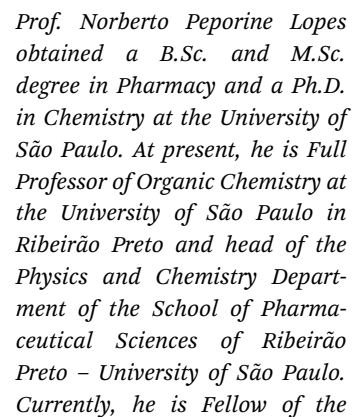 Prof. Norberto Peporine Lopes
obtained a B.Sc. and M.Sc.
degree in Pharmacy and a Ph.D.
in Chemistry at the University of
São Paulo. At present, he is Full
Professor of Organic Chemistry at
the University of São Paulo in
Ribeirão Preto and head of the
Physics and Chemistry Depart-
ment of the School of Pharma-
ceutical Sciences of Ribeirão
Preto – University of São Paulo.
Currently, he is Fellow of the